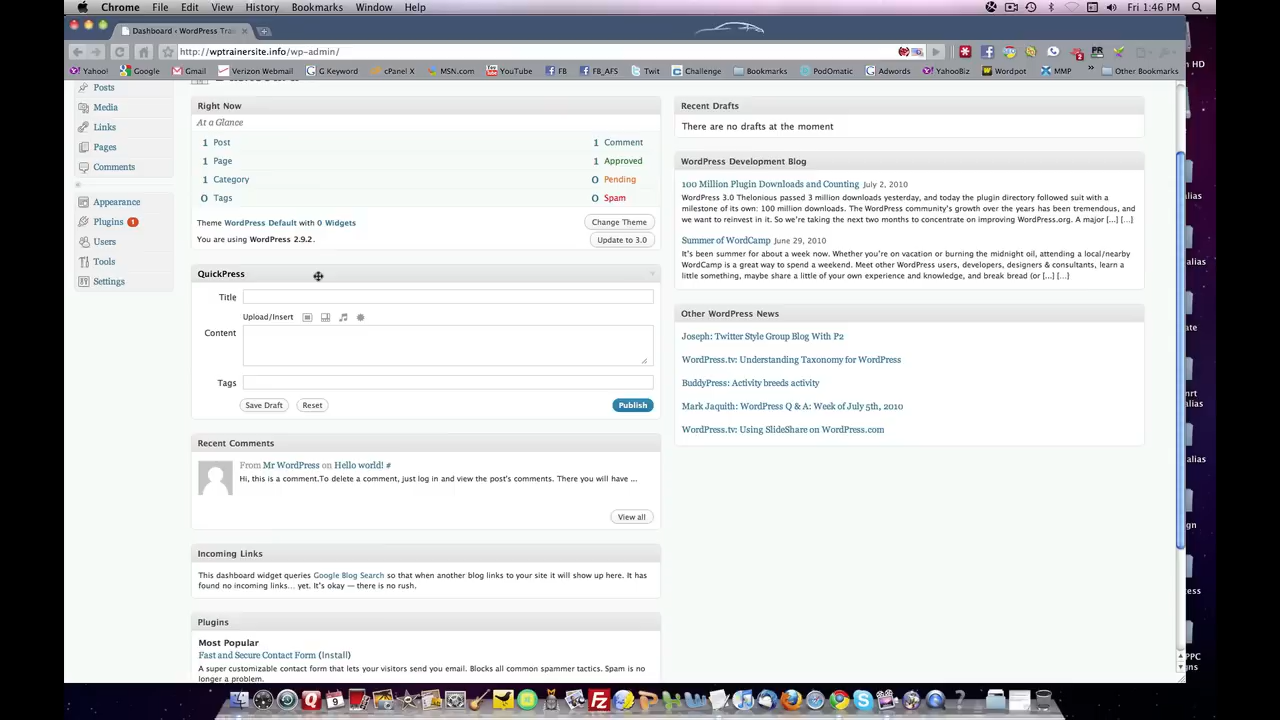 Chrome File Edit View History Bookmarks Window Help Fri 1:46 PM
Dashboard ‹ WordPress Trai
http://wptrainersite.info/wp-admin/
Yahoo! Google Gmail Verizon Webmail G Keyword cPanel X MSN.com YouTube FB FB_AFS Twit Challenge Bookmarks PodOmatic Adwords YahooBiz Wordpot MMP » Other Bookmarks
Posts
Media
Links
Pages
Comments
Appearance
Plugins 1
Users
Tools
Settings
Right Now
At a Glance
1 Post 1 Comment
1 Page 1 Approved
1 Category 0 Pending
0 Tags 0 Spam
Theme WordPress Default with 0 Widgets Change Theme
You are using WordPress 2.9.2. Update to 3.0
QuickPress
Title
Upload/Insert
Content
Tags
Save Draft Reset Publish
Recent Comments
From Mr WordPress on Hello world! #
Hi, this is a comment.To delete a comment, just log in and view the post's comments. There you will have ...
View all
Incoming Links
This dashboard widget queries Google Blog Search so that when another blog links to your site it will show up here. It has
found no incoming links... yet. It's okay — there is no rush.
Plugins
Most Popular
Fast and Secure Contact Form (Install)
A super customizable contact form that lets your visitors send you email. Blocks all common spammer tactics. Spam is no
longer a problem.
Recent Drafts
There are no drafts at the moment
WordPress Development Blog
100 Million Plugin Downloads and Counting July 2, 2010
WordPress 3.0 Thelonious passed 3 million downloads yesterday, and today the plugin directory followed suit with a
milestone of its own: 100 million downloads. The WordPress community's growth over the years has been tremendous, and
we want to reinvest in it. So we're taking the next two months to concentrate on improving WordPress.org. A major [...] [...]
Summer of WordCamp June 29, 2010
It's been summer for about a week now. Whether you're on vacation or burning the midnight oil, attending a local/nearby
WordCamp is a great way to spend a weekend. Meet other WordPress users, developers, designers & consultants, learn a
little something, maybe share a little of your own experience and knowledge, and break bread (or [...] [...]
Other WordPress News
Joseph: Twitter Style Group Blog With P2
WordPress.tv: Understanding Taxonomy for WordPress
BuddyPress: Activity breeds activity
Mark Jaquith: WordPress Q & A: Week of July 5th, 2010
WordPress.tv: Using SlideShare on WordPress.com